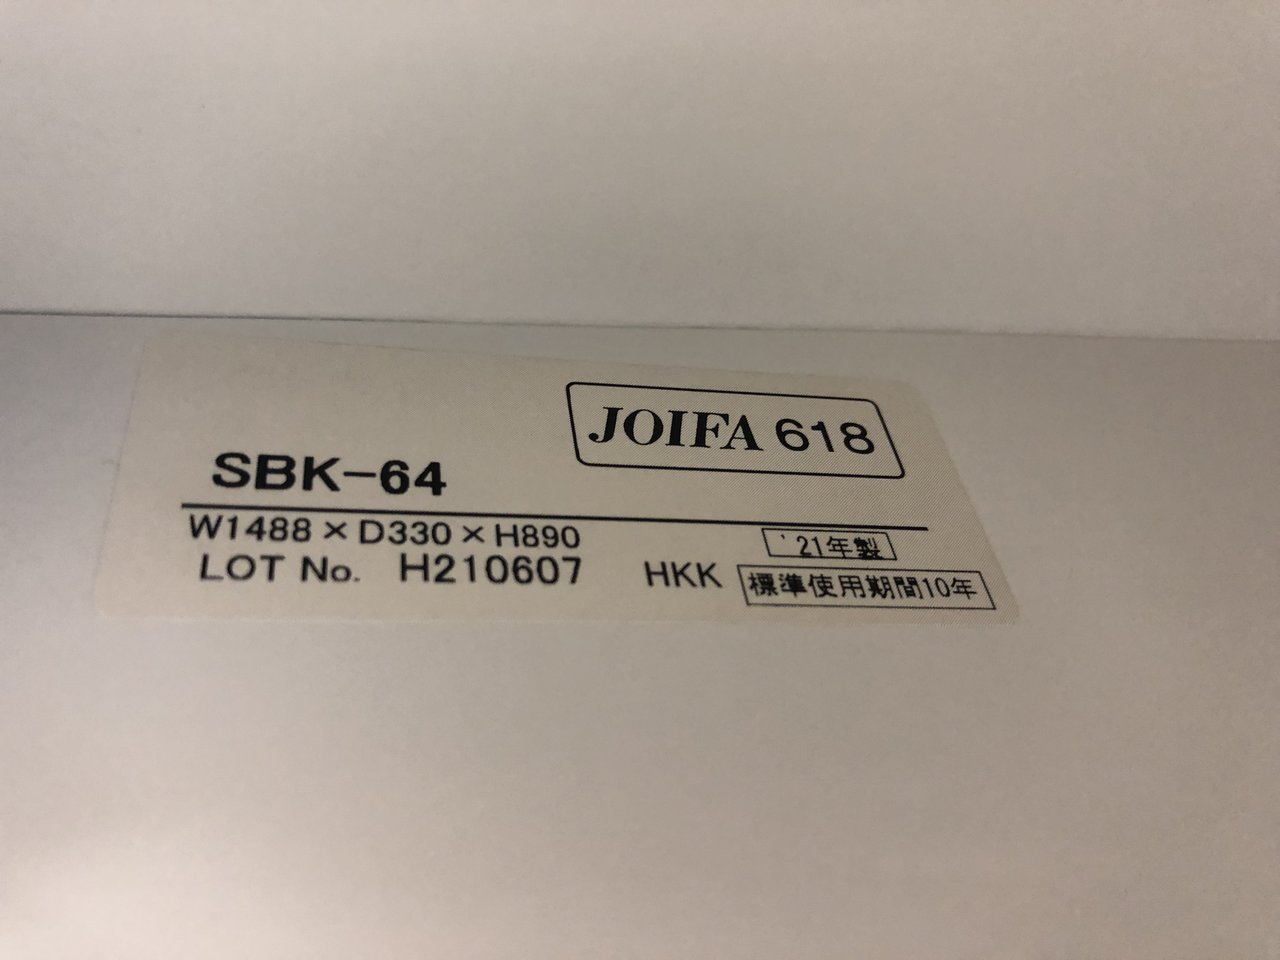 JOIFA 618
SBK-64
W1488×D330×H890
'21年製
LOT No. H210607
HKK
標準使用期間10年